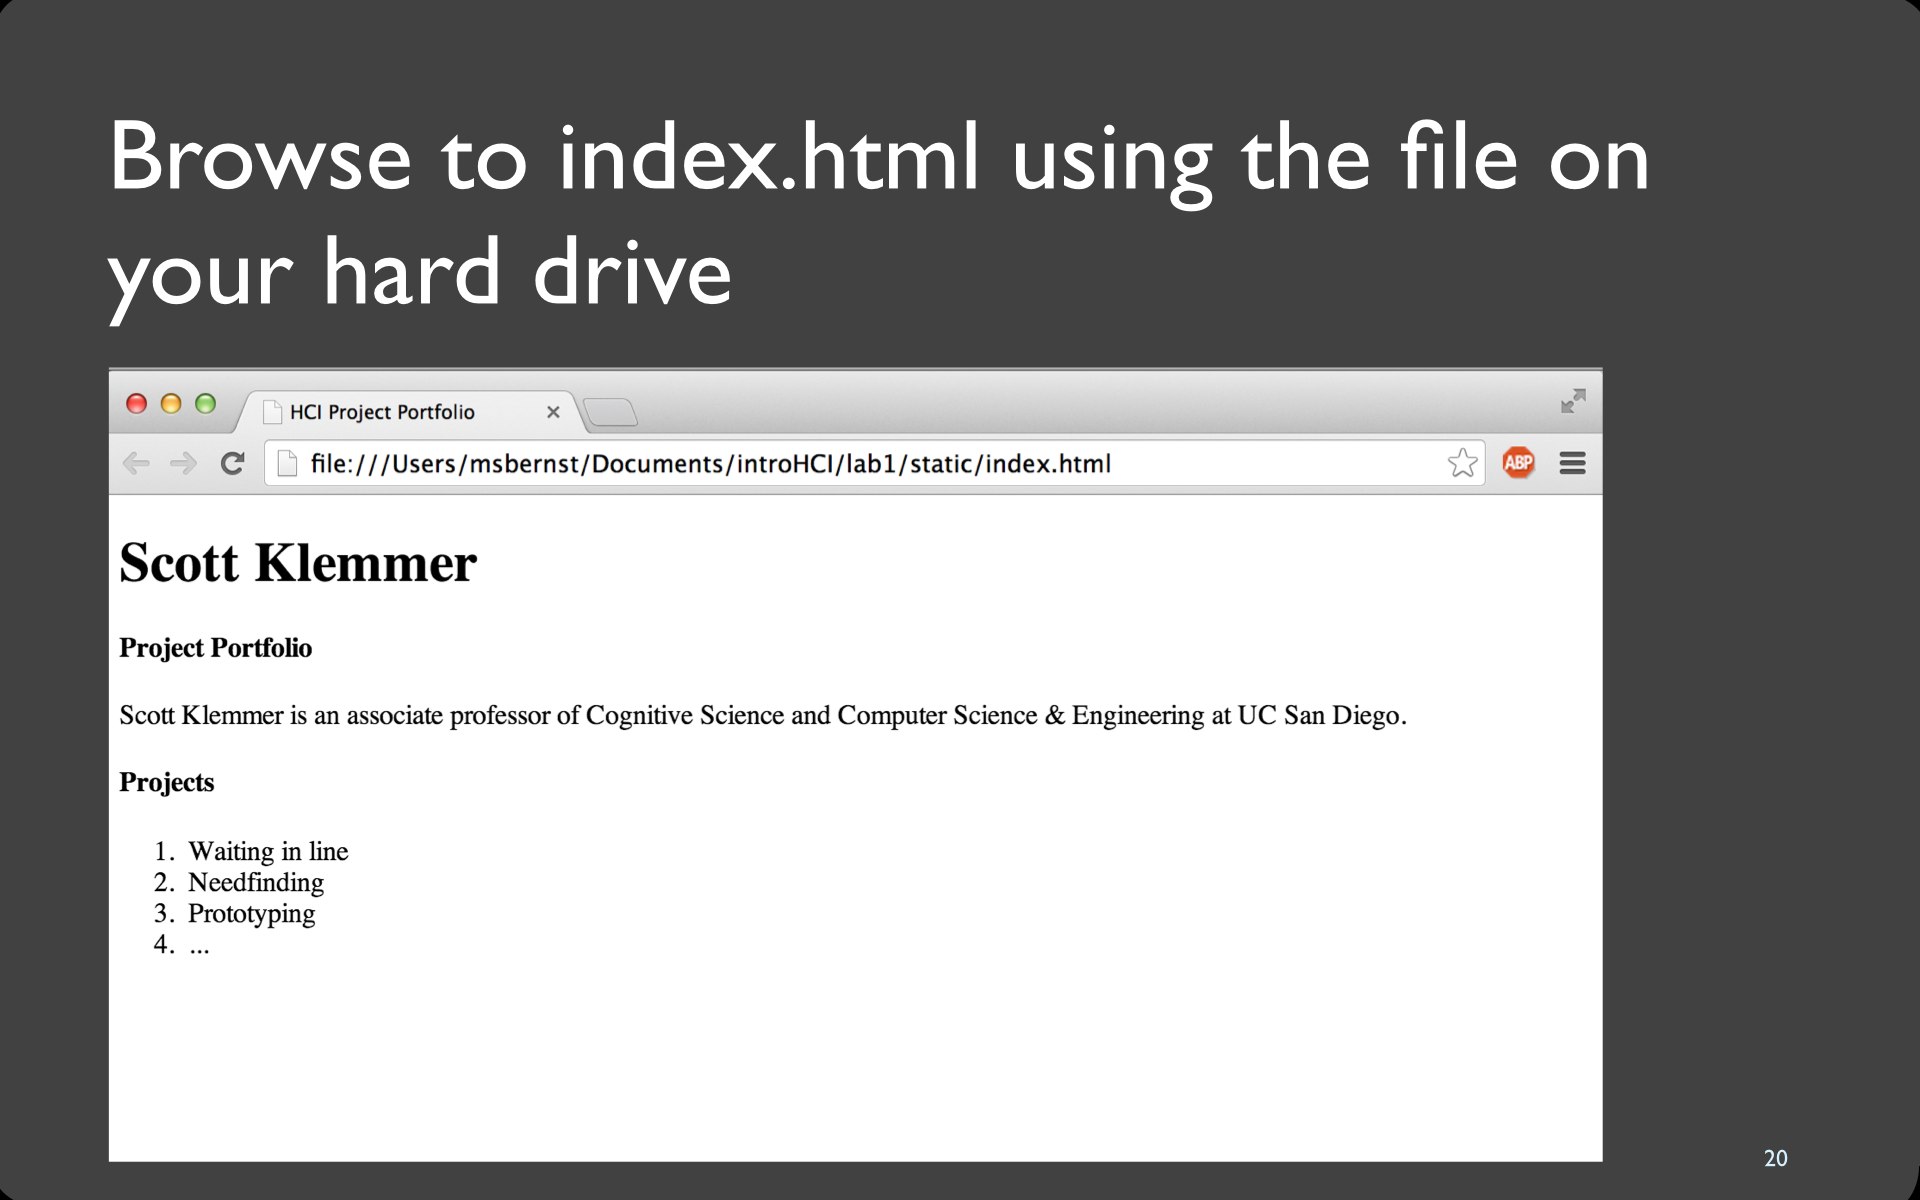 Browse to index.html using the file on
your hard drive
HCI Project Portfolio
file:///Users/msbernst/Documents/introHCI/lab1/static/index.html
ABP
Scott Klemmer
Project Portfolio
Scott Klemmer is an associate professor of Cognitive Science and Computer Science & Engineering at UC San Diego.
Projects
1. Waiting in line
2. Needfinding
3. Prototyping
4. ...
20